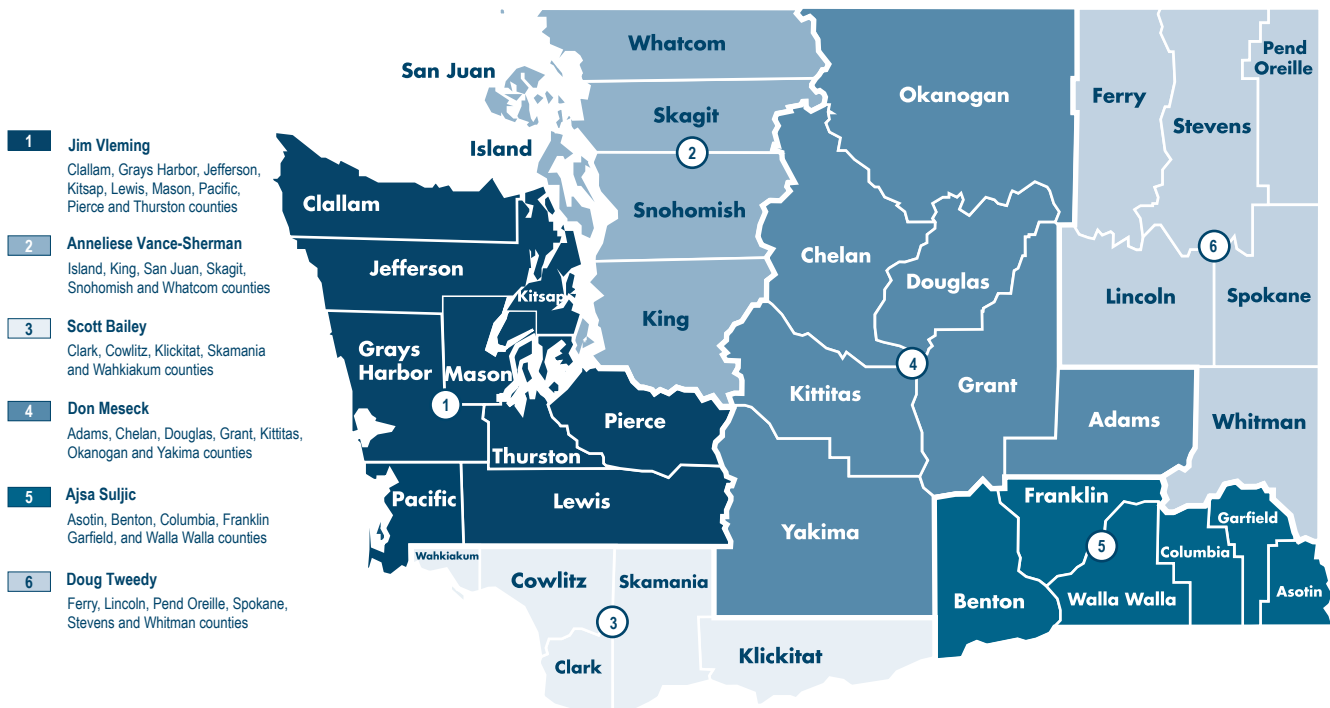 1
Jim Vleming
Clallam, Grays Harbor, Jefferson,
Kitsap, Lewis, Mason, Pacific,
Pierce and Thurston counties
2
Anneliese Vance-Sherman
Island, King, San Juan, Skagit,
Snohomish and Whatcom counties
3
Scott Bailey
Clark, Cowlitz, Klickitat, Skamania
and Wahkiakum counties
4
Don Meseck
Adams, Chelan, Douglas, Grant, Kittitas,
Okanogan and Yakima counties
5
Ajsa Suljic
Asotin, Benton, Columbia, Franklin
Garfield, and Walla Walla counties
6
Doug Tweedy
Ferry, Lincoln, Pend Oreille, Spokane,
Stevens and Whitman counties
Whatcom
San Juan
Skagit
Island
2
Snohomish
King
Clallam
Jefferson
Kitsap
Grays
Harbor
Mason
1
Pierce
Thurston
Pacific
Lewis
Wahkiakum
Cowlitz
Skamania
3
Clark
Klickitat
Okanogan
Chelan
Douglas
4
Kittitas
Grant
Adams
Yakima
Ferry
Stevens
Pend
Oreille
6
Lincoln
Spokane
Whitman
Franklin
5
Benton
Walla Walla
Columbia
Garfield
Asotin